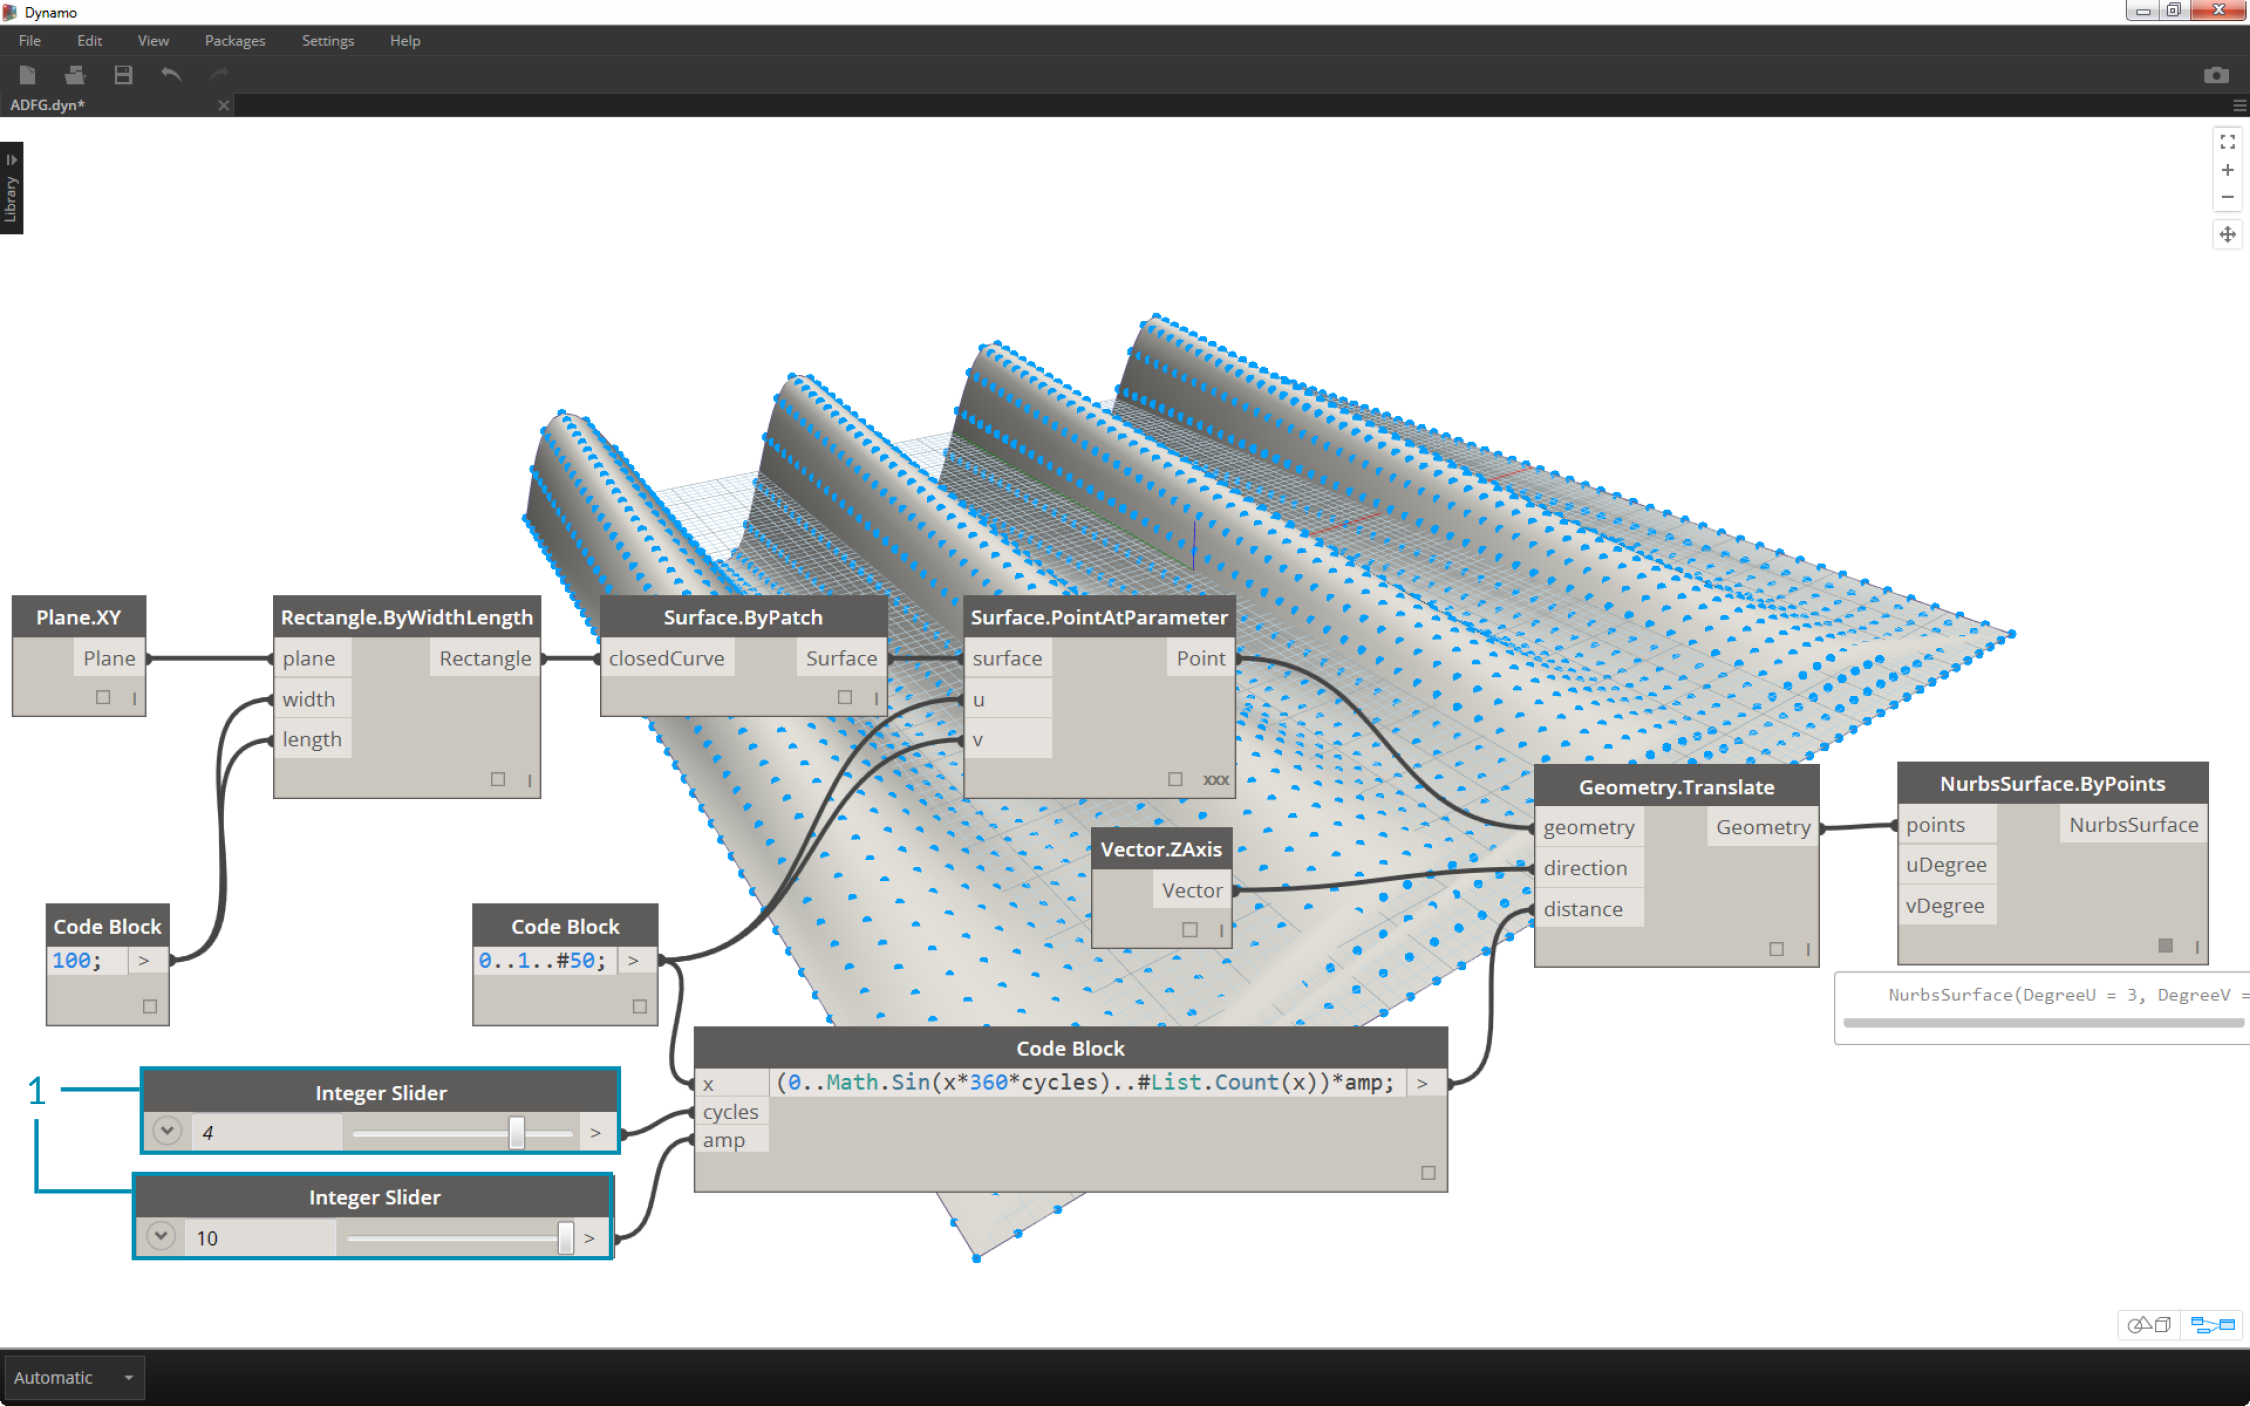 Dynamo
File Edit View Packages Settings Help
ADFG.dyn*
Library
Plane.XY
Plane
Rectangle.ByWidthLength
plane Rectangle
width
length
Surface.ByPatch
closedCurve Surface
Surface.PointAtParameter
surface Point
u
v
xxx
Vector.ZAxis
Vector
Geometry.Translate
geometry Geometry
direction
distance
NurbsSurface.ByPoints
points NurbsSurface
uDegree
vDegree
NurbsSurface(DegreeU = 3, DegreeV =
Code Block
100; >
Code Block
0..1..#50; >
Code Block
x (0..Math.Sin(x*360*cycles)..#List.Count(x))*amp; >
cycles
amp
1
Integer Slider
4 >
Integer Slider
10 >
Automatic